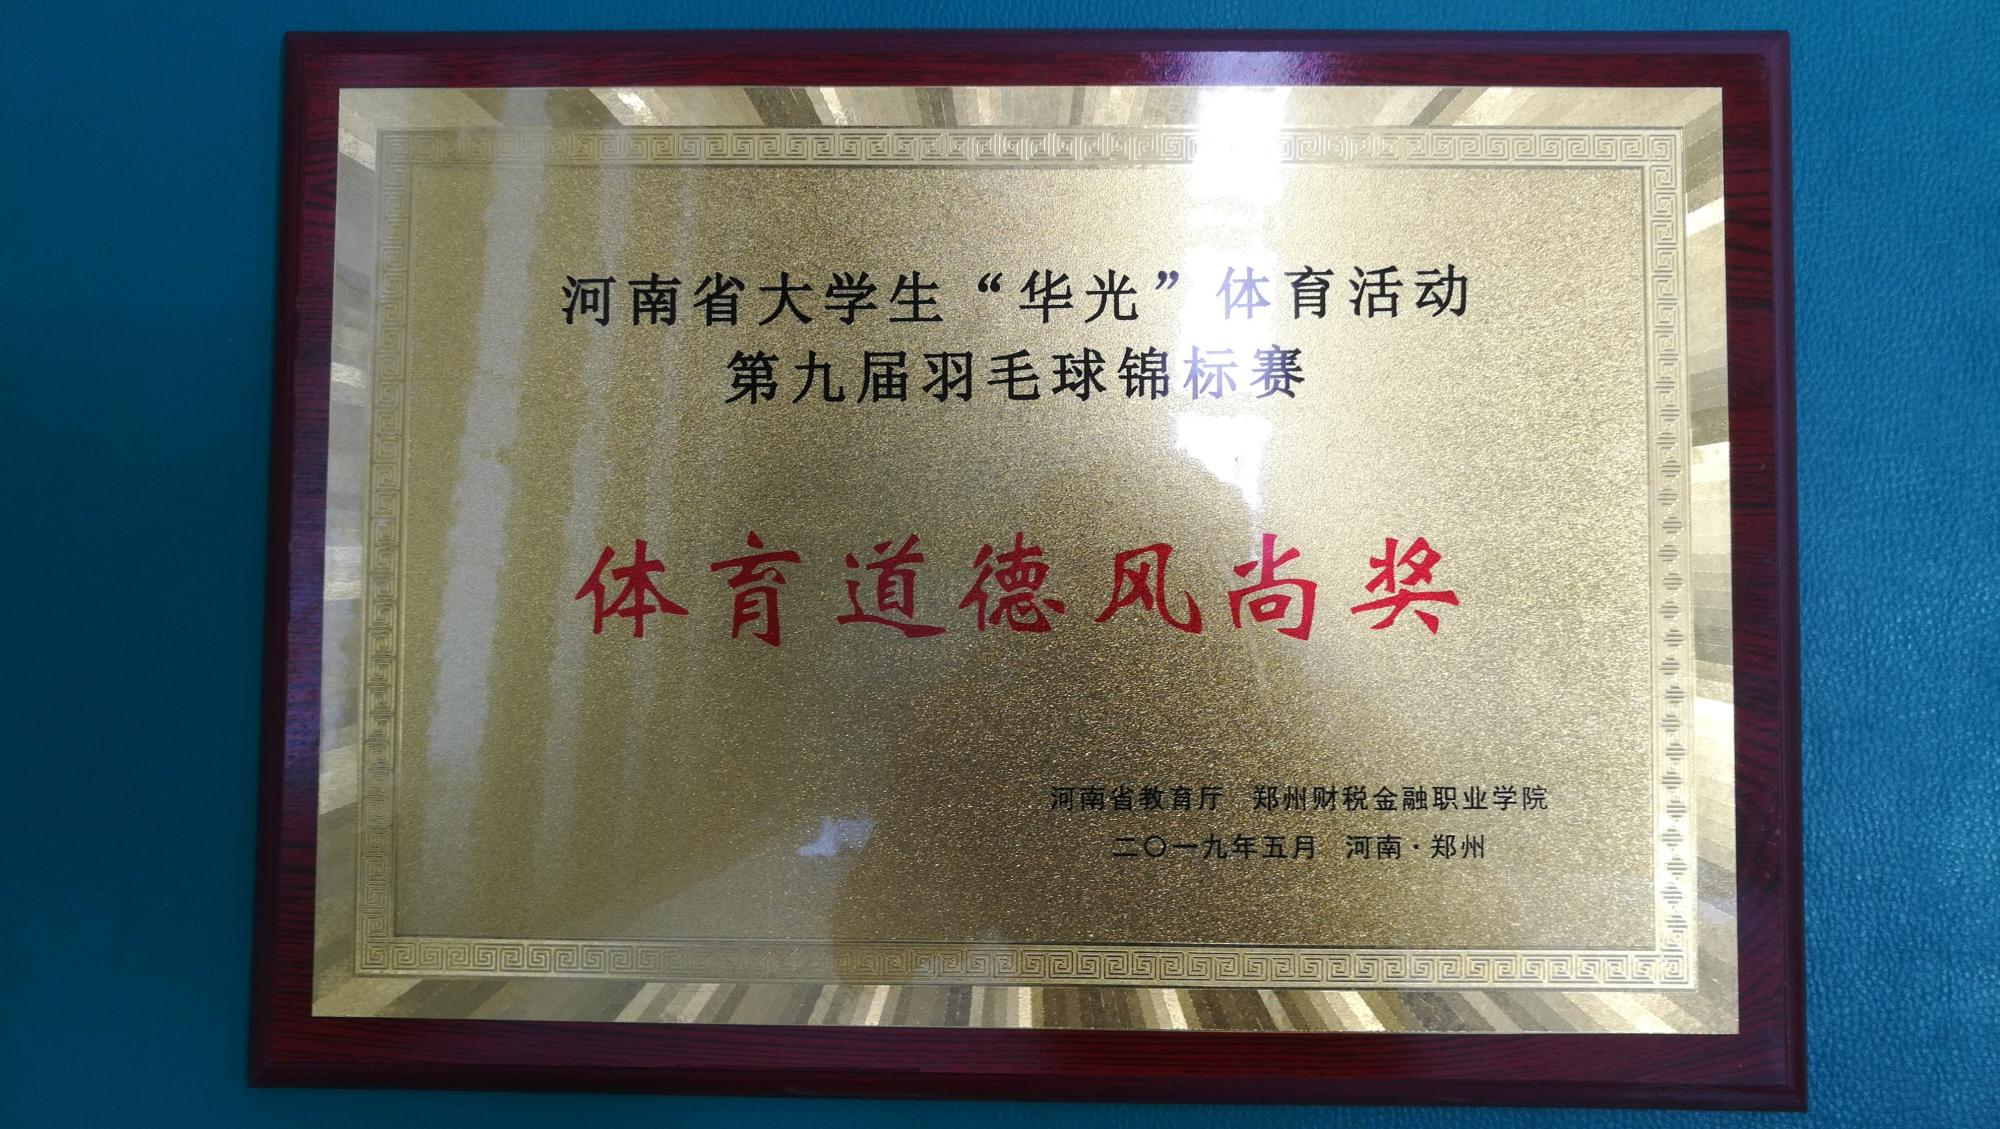 河南省大学生“华光”体育活动
第九届羽毛球锦标赛
体育道德风尚奖
河南省教育厅 郑州财税金融职业学院
二〇一九年五月 河南·郑州